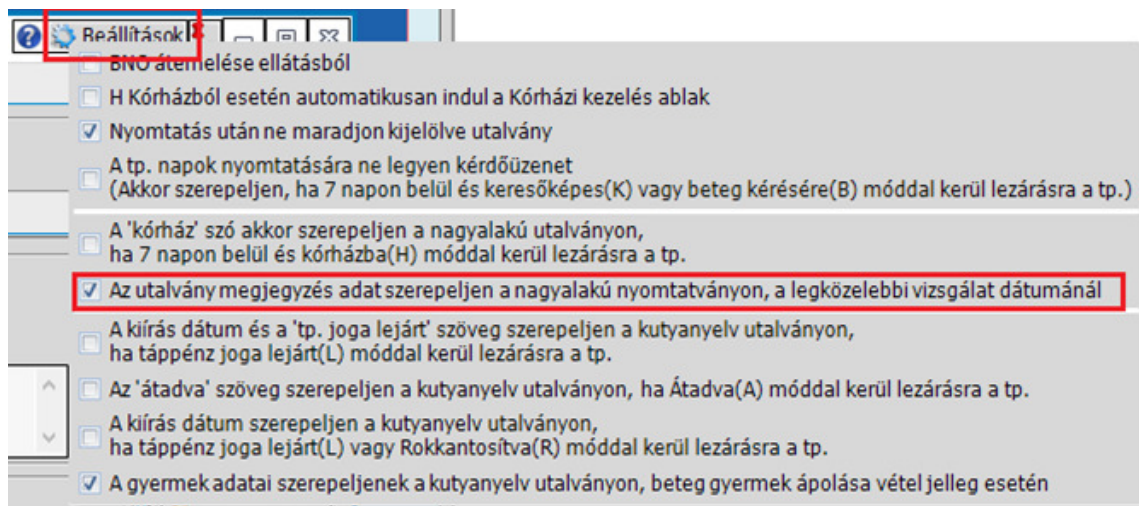 Beállítások
BNO átemelése ellátásból
H Kórházból esetén automatikusan indul a Kórházi kezelés ablak
Nyomtatás után ne maradjon kijelölve utalvány
A tp. napok nyomtatására ne legyen kérdőüzenet
(Akkor szerepeljen, ha 7 napon belül és keresőképes(K) vagy beteg kérésére(B) móddal kerül lezárásra a tp.)
A 'kórház' szó akkor szerepeljen a nagyalakú utalványon,
ha 7 napon belül és kórházba(H) móddal kerül lezárásra a tp.
Az utalvány megjegyzés adat szerepeljen a nagyalakú nyomtatványon, a legközelebbi vizsgálat dátumánál
A kiírás dátum és a 'tp. joga lejárt' szöveg szerepeljen a kutyanyelv utalványon,
ha táppénz joga lejárt(L) móddal kerül lezárásra a tp.
Az 'átadva' szöveg szerepeljen a kutyanyelv utalványon, ha Átadva(A) móddal kerül lezárásra a tp.
A kiírás dátum szerepeljen a kutyanyelv utalványon,
ha táppénz joga lejárt(L) vagy Rokkantosítva(R) móddal kerül lezárásra a tp.
A gyermek adatai szerepeljenek a kutyanyelv utalványon, beteg gyermek ápolása vétel jelleg esetén